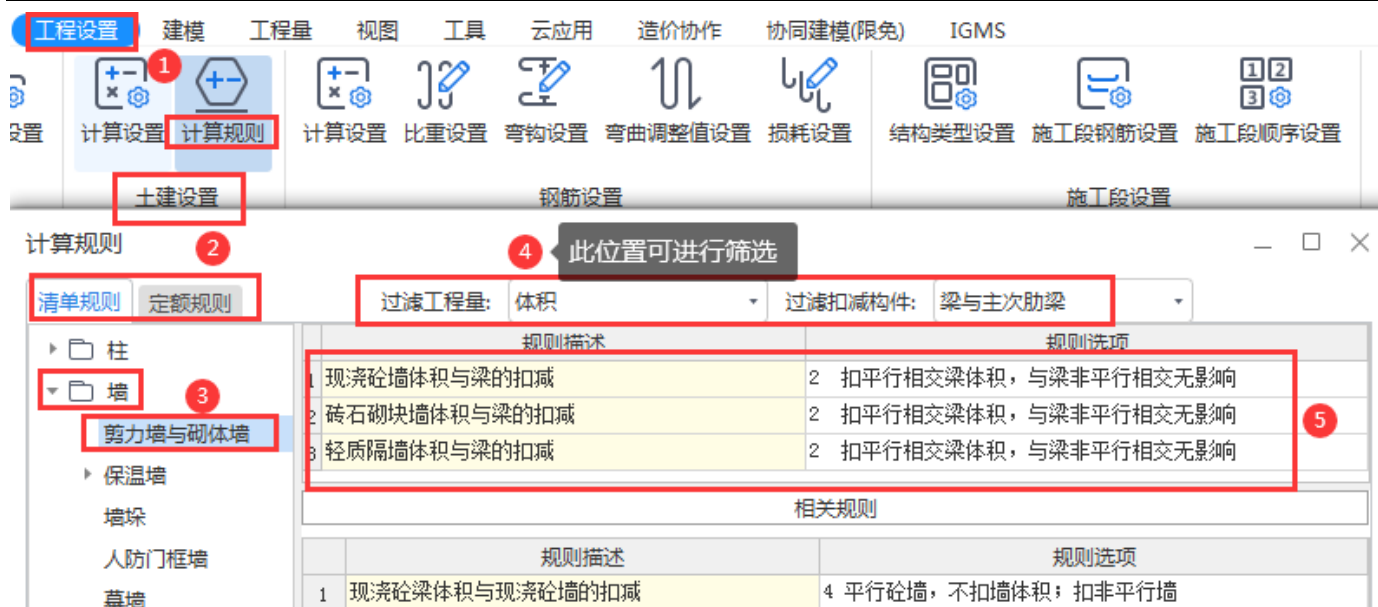 工程设置 建模 工程量 视图 工具 云应用 造价协作 协同建模(限免) IGMS
1
设置 计算设置 计算规则 计算设置 比重设置 弯钩设置 弯曲调整值设置 损耗设置 结构类型设置 施工段钢筋设置 施工段顺序设置
土建设置 钢筋设置 施工段设置
计算规则 2 4 此位置可进行筛选
清单规则 定额规则 过滤工程量: 体积 过滤扣减构件: 梁与主次肋梁
柱 规则描述 规则选项
1 现浇砼墙体积与梁的扣减 2 扣平行相交梁体积，与梁非平行相交无影响
墙 3
2 砖石砌块墙体积与梁的扣减 2 扣平行相交梁体积，与梁非平行相交无影响 5
剪力墙与砌体墙
3 轻质隔墙体积与梁的扣减 2 扣平行相交梁体积，与梁非平行相交无影响
保温墙
墙垛 相关规则
人防门框墙 规则描述 规则选项
幕墙 1 现浇砼梁体积与现浇砼墙的扣减 4 平行砼墙，不扣墙体积；扣非平行墙